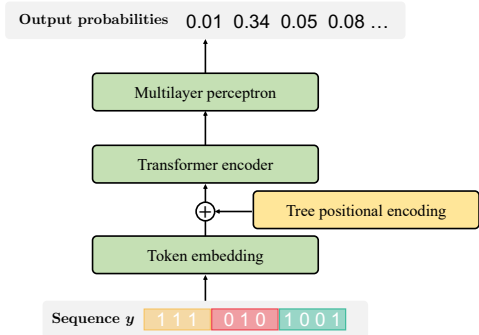 Output probabilities 0.01 0.34 0.05 0.08 ...
Multilayer perceptron
Transformer encoder
+
Tree positional encoding
Token embedding
Sequence y 1 1 1 0 1 0 1 0 0 1